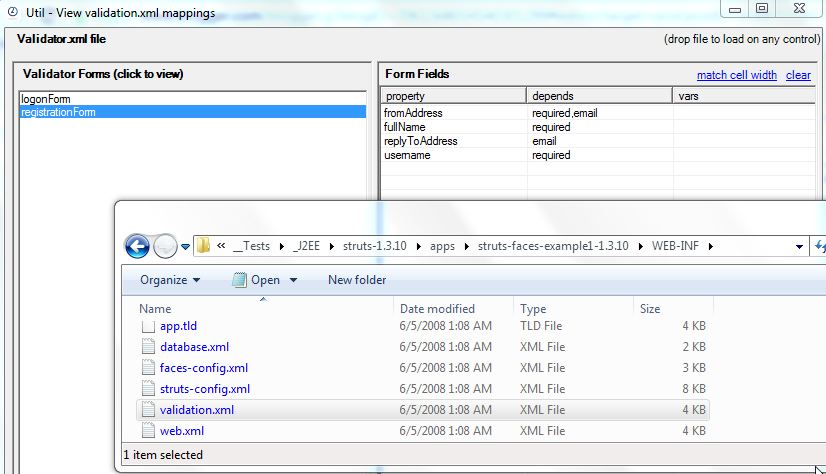 Util - View validation.xml mappings
Validator.xml file (drop file to load on any control)
Validator Forms (click to view)
logonForm
registrationForm
Form Fields match cell width clear
property depends vars
fromAddress required,email
fullName required
replyToAddress email
username required
« __Tests ▸ _J2EE ▸ struts-1.3.10 ▸ apps ▸ struts-faces-example1-1.3.10 ▸ WEB-INF ▸
Organize Open New folder
Name Date modified Type Size
app.tld 6/5/2008 1:08 AM TLD File 4 KB
database.xml 6/5/2008 1:08 AM XML File 2 KB
faces-config.xml 6/5/2008 1:08 AM XML File 3 KB
struts-config.xml 6/5/2008 1:08 AM XML File 8 KB
validation.xml 6/5/2008 1:08 AM XML File 4 KB
web.xml 6/5/2008 1:08 AM XML File 4 KB
1 item selected